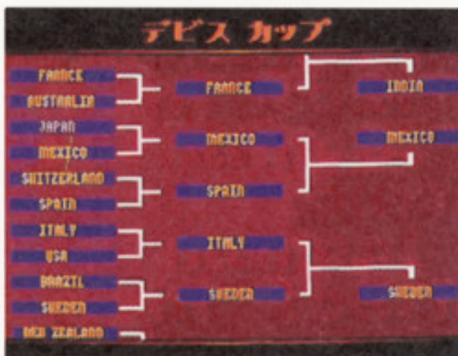 デビス カップ
FRANCE
AUSTRALIA
JAPAN
MEXICO
SWITZERLAND
SPAIN
ITALY
USA
BRAZIL
SWEDEN
NEW ZEALAND
FRANCE
MEXICO
SPAIN
ITALY
SWEDEN
INDIA
MEXICO
SWEDEN